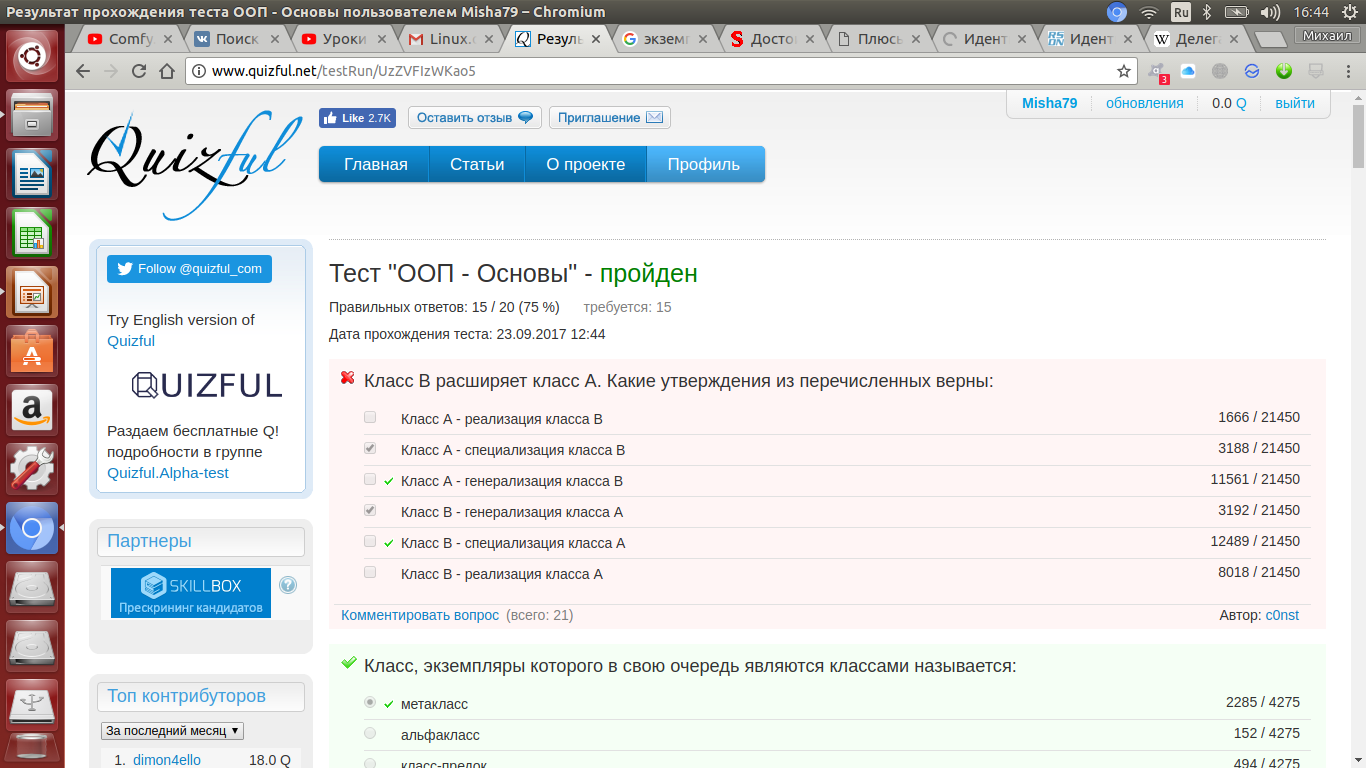 Результат прохождения теста ООП - Основы пользователем Misha79 – Chromium
Ru
16:44
Comfy
Поиск
Уроки
Linux.
Резуль
экземп
Достог
Плюсь
Идент
Идент
Делег
Михаил
www.quizful.net/testRun/UzZVFIzWKao5
3
Misha79
обновления
0.0 Q
выйти
Quizful
Like 2.7K
Оставить отзыв
Приглашение
Главная
Статьи
О проекте
Профиль
Follow @quizful_com
Try English version of
Quizful
QUIZFUL
Раздаем бесплатные Q!
подробности в группе
Quizful.Alpha-test
Партнеры
SKILLBOX
?
Прескрининг кандидатов
Топ контрибуторов
За последний месяц
1. dimon4ello 18.0 Q
Тест "ООП - Основы" - пройден
Правильных ответов: 15 / 20 (75 %) требуется: 15
Дата прохождения теста: 23.09.2017 12:44
Класс B расширяет класс A. Какие утверждения из перечисленных верны:
Класс A - реализация класса B 1666 / 21450
Класс A - специализация класса B 3188 / 21450
Класс A - генерализация класса B 11561 / 21450
Класс B - генерализация класса A 3192 / 21450
Класс B - специализация класса A 12489 / 21450
Класс B - реализация класса A 8018 / 21450
Комментировать вопрос (всего: 21) Автор: c0nst
Класс, экземпляры которого в свою очередь являются классами называется:
метакласс 2285 / 4275
альфакласс 152 / 4275
класс-предок 494 / 4275